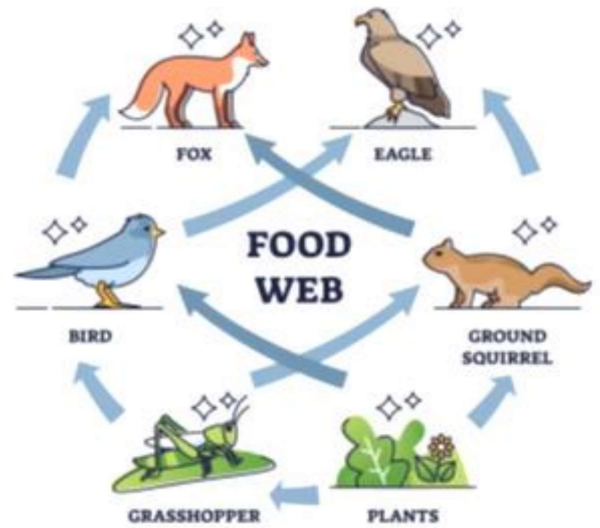 FOX
EAGLE
FOOD
WEB
BIRD
GROUND
SQUIRREL
GRASSHOPPER
PLANTS